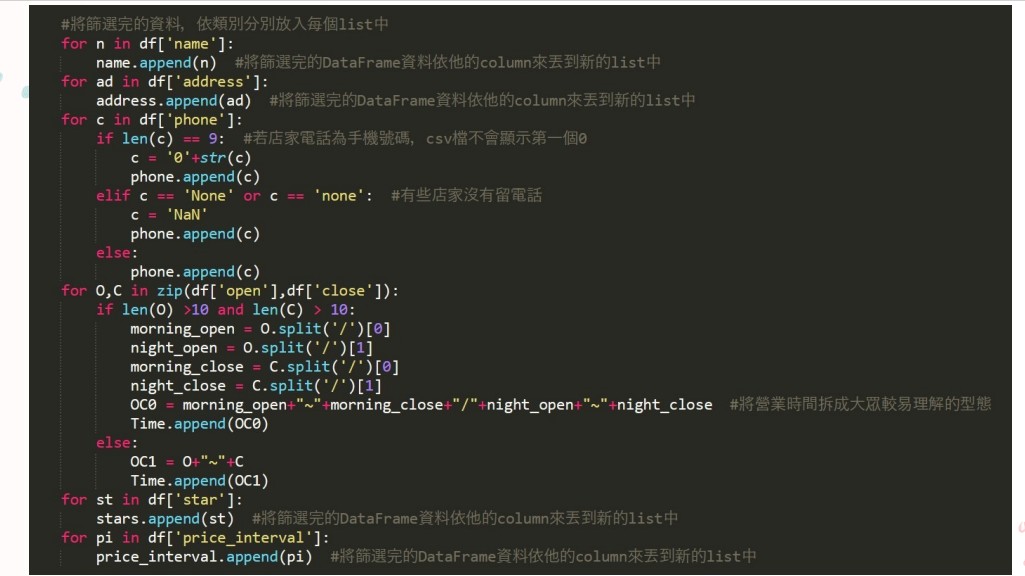 #將篩選完的資料, 依類別分別放入每個list中
for n in df['name']:
name.append(n)  #將篩選完的DataFrame資料依他的column來丟到新的list中
for ad in df['address']:
address.append(ad)  #將篩選完的DataFrame資料依他的column來丟到新的list中
for c in df['phone']:
if len(c) == 9:  #若店家電話為手機號碼, csv檔不會顯示第一個0
c = '0'+str(c)
phone.append(c)
elif c == 'None' or c == 'none':  #有些店家沒有留電話
c = 'NaN'
phone.append(c)
else:
phone.append(c)
for O,C in zip(df['open'],df['close']):
if len(O) >10 and len(C) > 10:
morning_open = O.split('/')[0]
night_open = O.split('/')[1]
morning_close = C.split('/')[0]
night_close = C.split('/')[1]
OC0 = morning_open+"~"+morning_close+"/"+night_open+"~"+night_close  #將營業時間拆成大眾較易理解的型態
Time.append(OC0)
else:
OC1 = O+"~"+C
Time.append(OC1)
for st in df['star']:
stars.append(st)  #將篩選完的DataFrame資料依他的column來丟到新的list中
for pi in df['price_interval']:
price_interval.append(pi)  #將篩選完的DataFrame資料依他的column來丟到新的list中